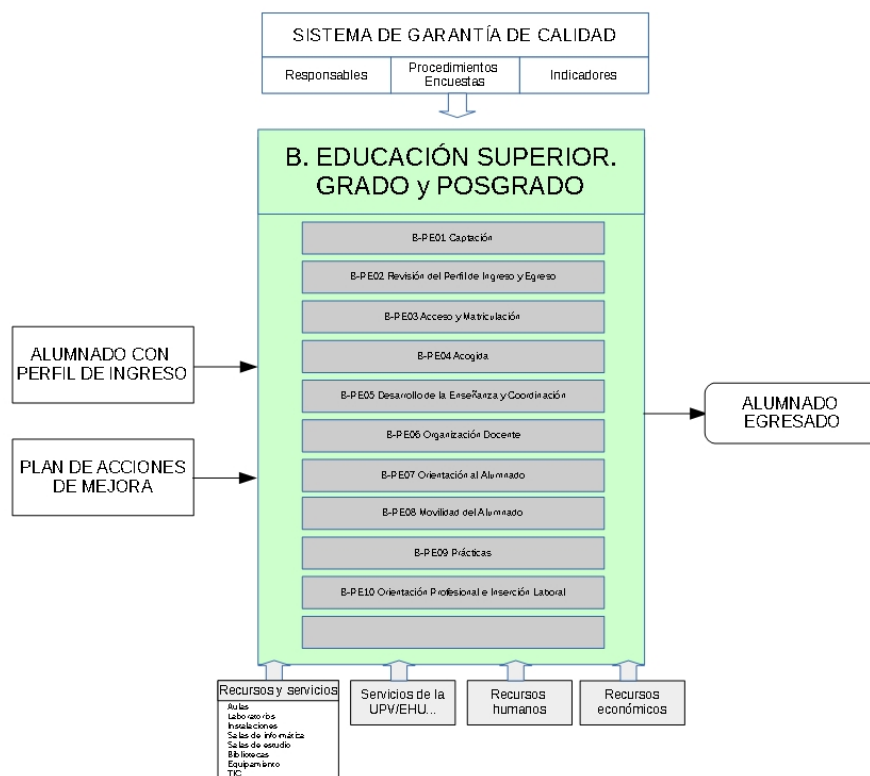 SISTEMA DE GARANTÍA DE CALIDAD
Responsables
Procedimientos
Encuestas
Indicadores
B. EDUCACIÓN SUPERIOR.
GRADO y POSGRADO
B-PE01 Captación
B-PE02 Revisión del Perfil de Ingreso y Egreso
B-PE03 Acceso y Matriculación
B-PE04 Acogida
B-PE05 Desarrollo de la Enseñanza y Coordinación
B-PE06 Organización Docente
B-PE07 Orientación al Alumnado
B-PE08 Movilidad del Alumnado
B-PE09 Prácticas
B-PE10 Orientación Profesional e Inserción Laboral
ALUMNADO CON
PERFIL DE INGRESO
PLAN DE ACCIONES
DE MEJORA
ALUMNADO
EGRESADO
Recursos y servicios
Aulas
Laboratorios
Instalaciones
Salas de informática
Salas de estudio
Bibliotecas
Equipamiento
TIC
Servicios de la
UPV/EHU...
Recursos
humanos
Recursos
económicos